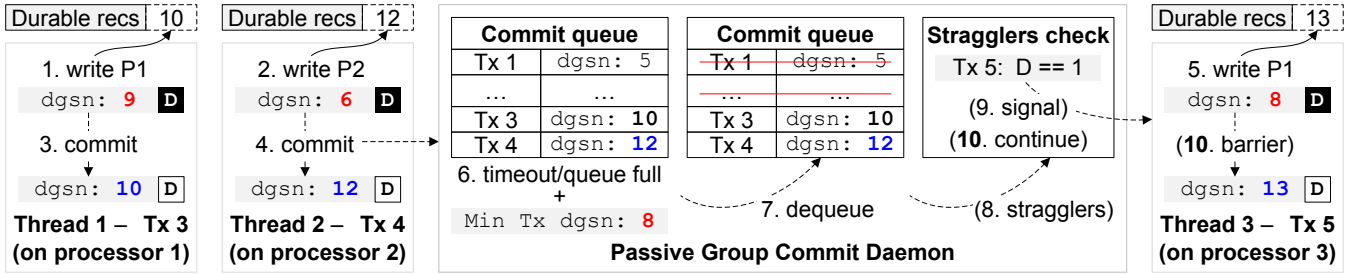 Durable recs 10
1. write P1
dgsn: 9 D
3. commit
dgsn: 10 D
Thread 1 – Tx 3
(on processor 1)
Durable recs 12
2. write P2
dgsn: 6 D
4. commit
dgsn: 12 D
Thread 2 – Tx 4
(on processor 2)
Commit queue
Tx 1 dgsn: 5
... ...
Tx 3 dgsn: 10
Tx 4 dgsn: 12
6. timeout/queue full
+
Min Tx dgsn: 8
Commit queue
Tx 1 dgsn: 5
... ...
Tx 3 dgsn: 10
Tx 4 dgsn: 12
7. dequeue
Stragglers check
Tx 5: D == 1
(9. signal)
(10. continue)
(8. stragglers)
Passive Group Commit Daemon
Durable recs 13
5. write P1
dgsn: 8 D
(10. barrier)
dgsn: 13 D
Thread 3 – Tx 5
(on processor 3)